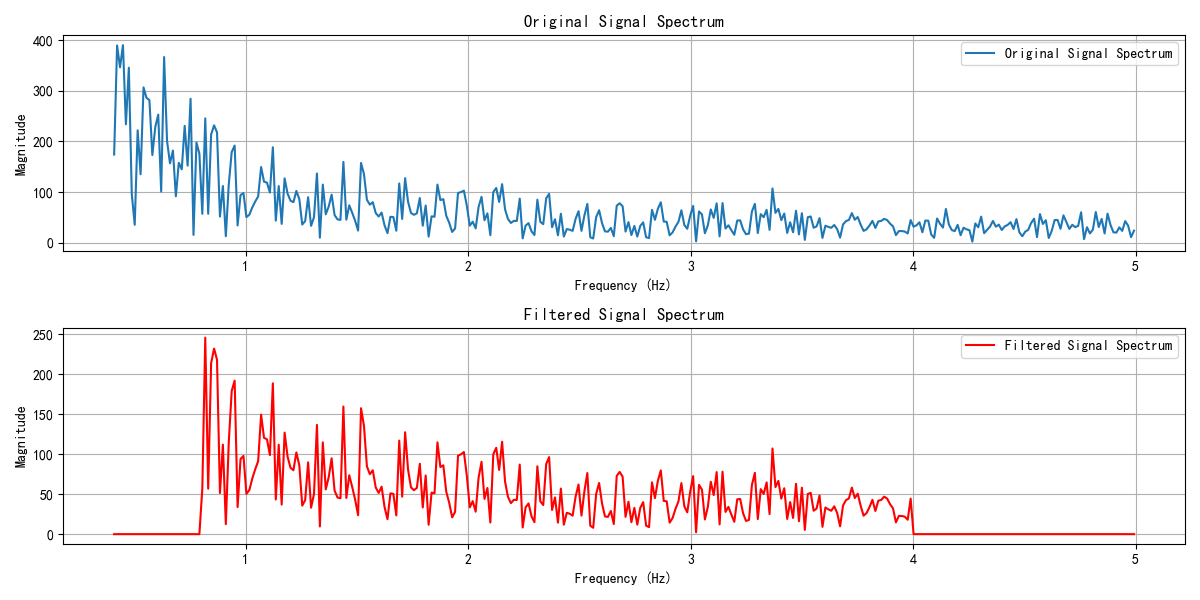 Original Signal Spectrum
400
300
200
100
0
Magnitude
Original Signal Spectrum
1
2
3
4
5
Frequency (Hz)
Filtered Signal Spectrum
250
200
150
100
50
0
Magnitude
Filtered Signal Spectrum
1
2
3
4
5
Frequency (Hz)